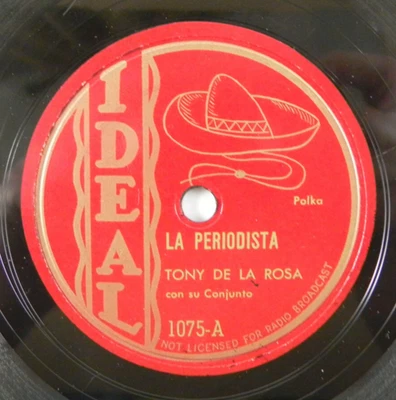 IDEAL
Polka
LA PERIODISTA
TONY DE LA ROSA
con su Conjunto
1075-A
NOT LICENSED FOR RADIO BROADCAST